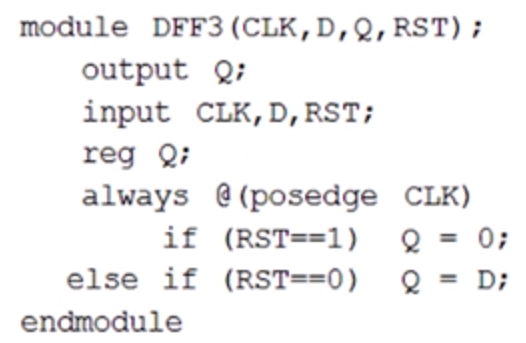 module DFF3(CLK,D,Q,RST);
output Q;
input CLK,D,RST;
reg Q;
always @(posedge CLK)
if (RST==1) Q = 0;
else if (RST==0) Q = D;
endmodule